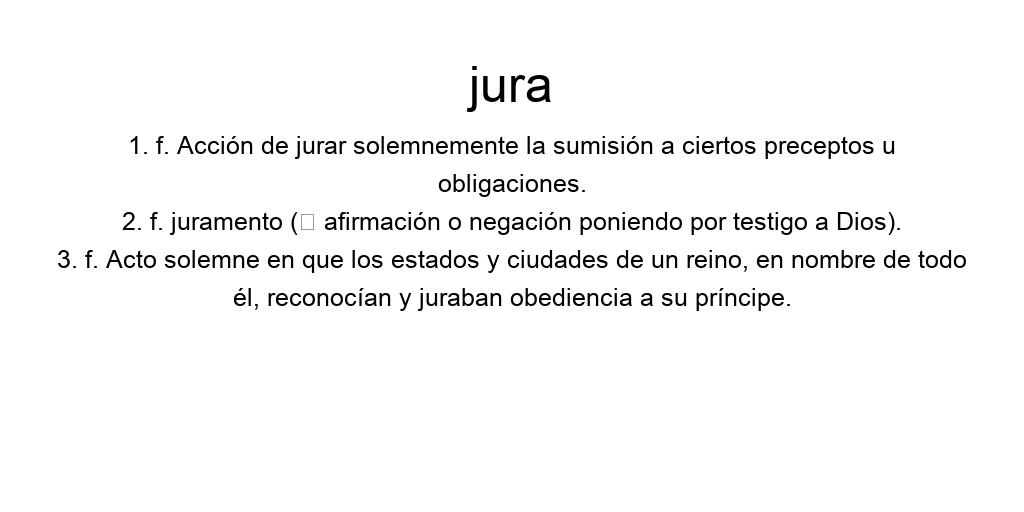 jura
1. f. Acción de jurar solemnemente la sumisión a ciertos preceptos u
obligaciones.
2. f. juramento (□ afirmación o negación poniendo por testigo a Dios).
3. f. Acto solemne en que los estados y ciudades de un reino, en nombre de todo
él, reconocían y juraban obediencia a su príncipe.